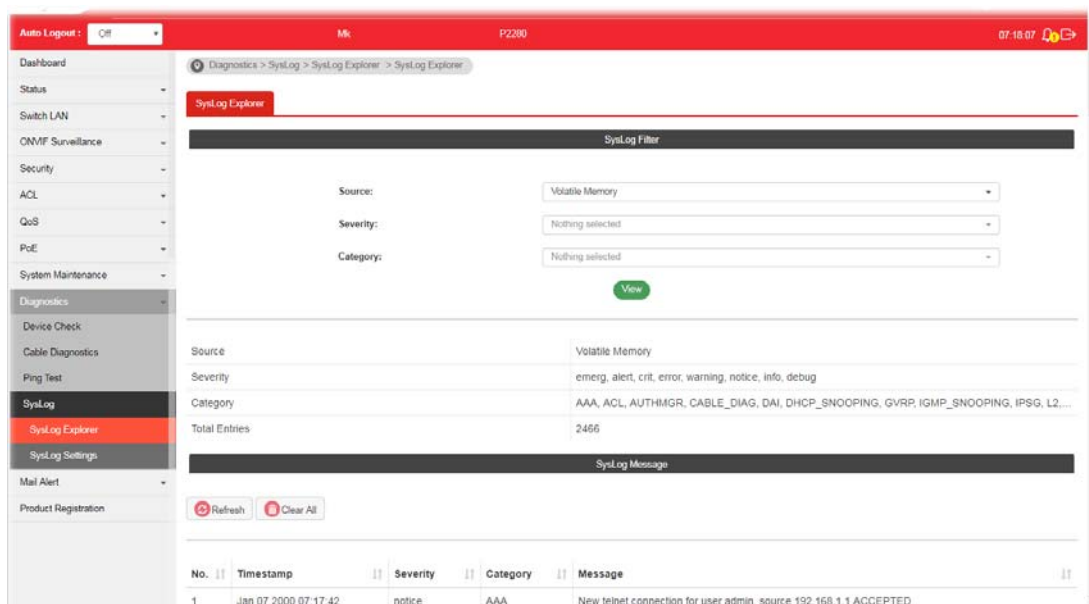 Auto Logout : Off Mk P2280 07:18:07 1
Dashboard
Diagnostics > SysLog > SysLog Explorer > SysLog Explorer
Status
SysLog Explorer
Switch LAN
ONVIF Surveillance
SysLog Filter
Security
ACL
Source: Volatile Memory
QoS
Severity: Nothing selected
PoE
Category: Nothing selected
System Maintenance
View
Diagnostics
Device Check
Cable Diagnostics
Source Volatile Memory
Ping Test
Severity emerg, alert, crit, error, warning, notice, info, debug
SysLog
Category AAA, ACL, AUTHMGR, CABLE_DIAG, DAI, DHCP_SNOOPING, GVRP, IGMP_SNOOPING, IPSG, L2,...
SysLog Explorer
Total Entries 2466
SysLog Settings
SysLog Message
Mail Alert
Product Registration
Refresh Clear All
No. Timestamp Severity Category Message
1 Jan 07 2000 07:17:42 notice AAA New telnet connection for user admin, source 192.168.1.1 ACCEPTED